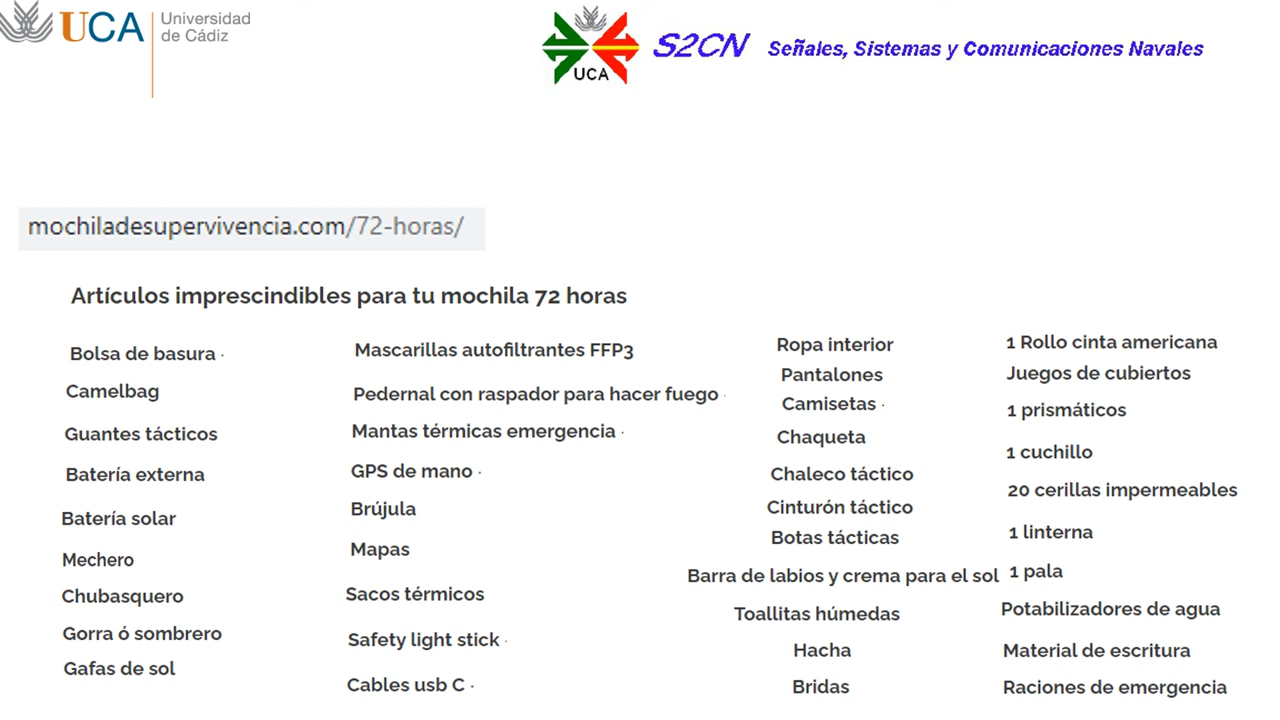 UCA
Universidad
de Cádiz
UCA
S2CN
Señales, Sistemas y Comunicaciones Navales
mochiladesupervivencia.com/72-horas/
Artículos imprescindibles para tu mochila 72 horas
Bolsa de basura ·
Camelbag
Guantes tácticos
Batería externa
Batería solar
Mechero
Chubasquero
Gorra ó sombrero
Gafas de sol
Mascarillas autofiltrantes FFP3
Pedernal con raspador para hacer fuego ·
Mantas térmicas emergencia ·
GPS de mano ·
Brújula
Mapas
Sacos térmicos
Safety light stick ·
Cables usb C ·
Ropa interior
Pantalones
Camisetas ·
Chaqueta
Chaleco táctico
Cinturón táctico
Botas tácticas
Barra de labios y crema para el sol
Toallitas húmedas
Hacha
Bridas
1 Rollo cinta americana
Juegos de cubiertos
1 prismáticos
1 cuchillo
20 cerillas impermeables
1 linterna
1 pala
Potabilizadores de agua
Material de escritura
Raciones de emergencia